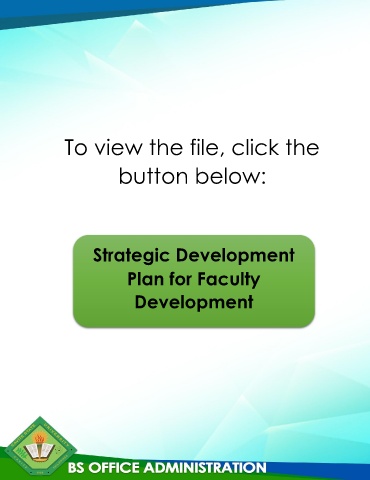 To view the file, click the
button below:
Strategic Development
Plan for Faculty
Development
BS OFFICE ADMINISTRATION